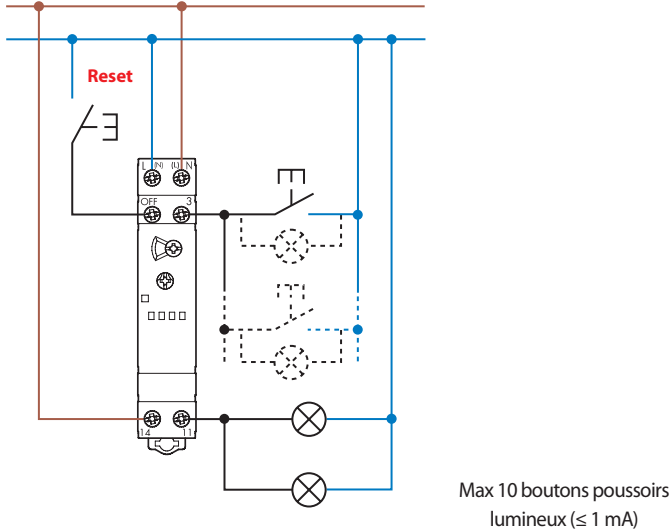 Reset
L (N) (L) N
OFF 3
14 11
Max 10 boutons poussoirs
lumineux (≤ 1 mA)